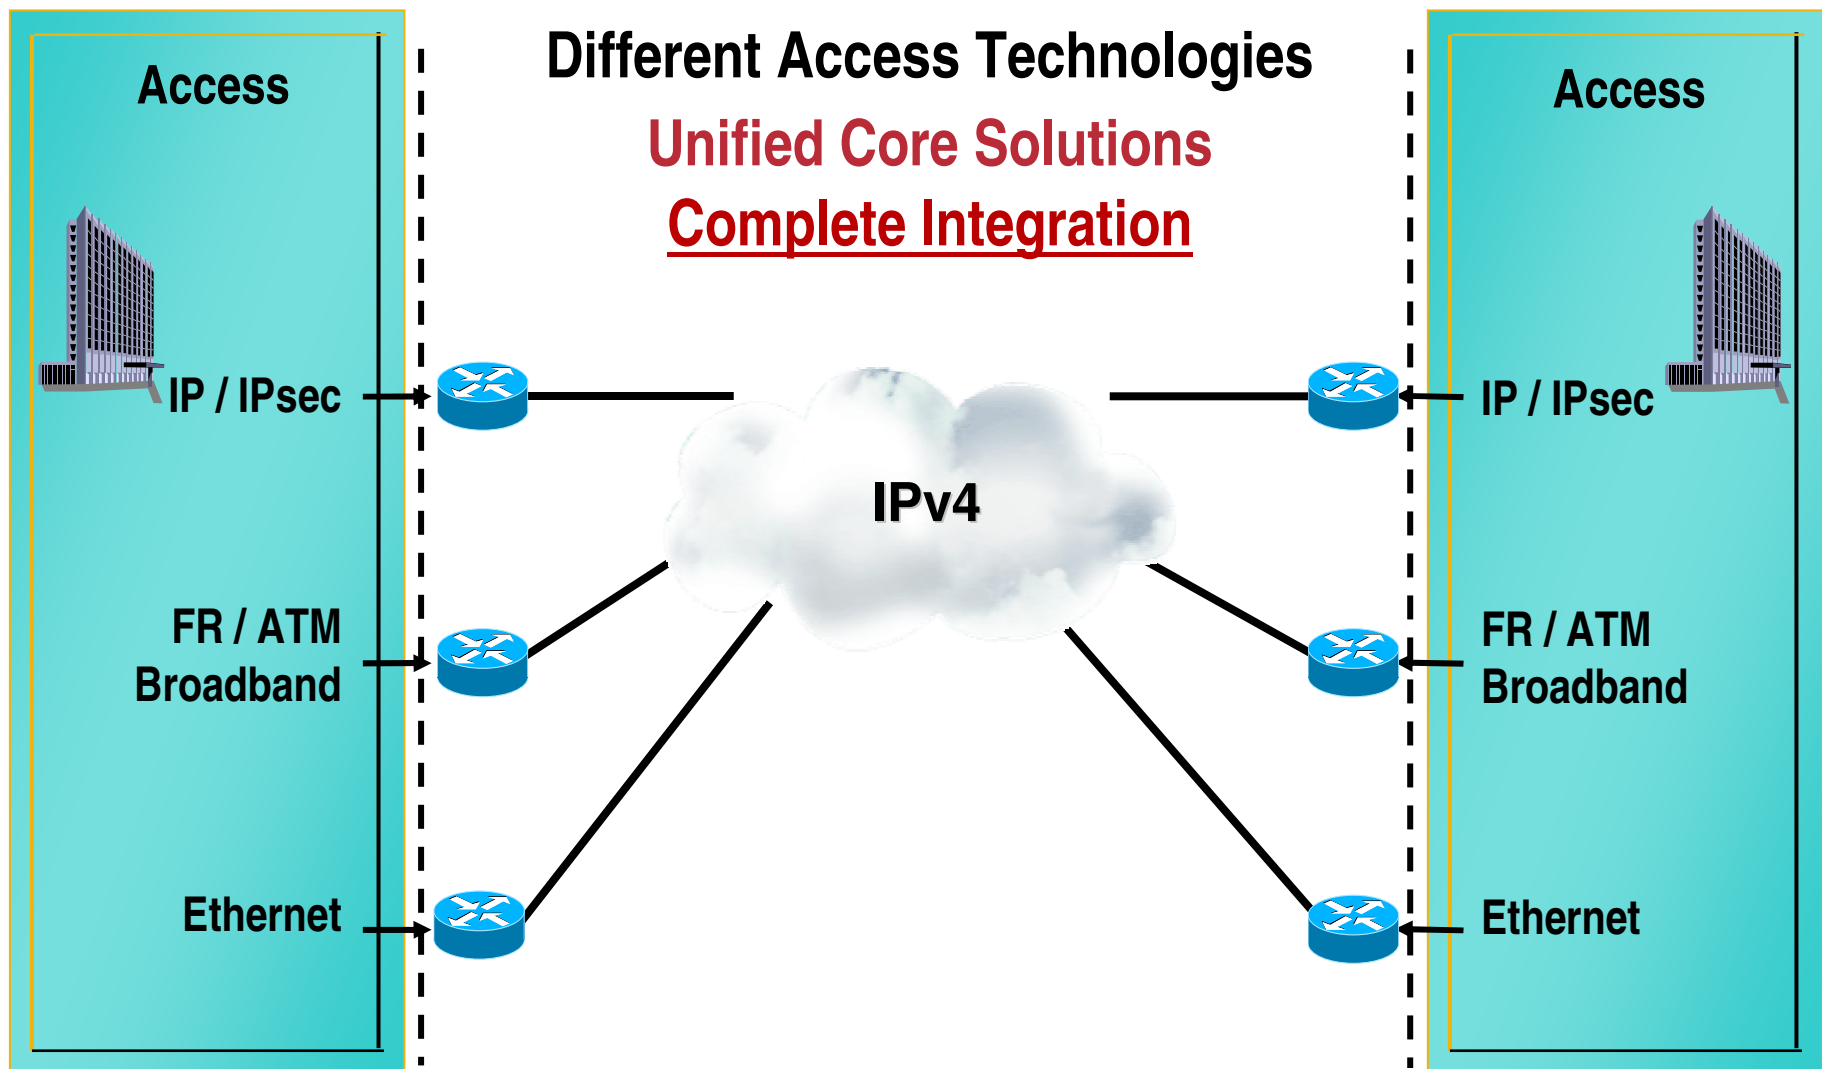 Access
Different Access Technologies
Unified Core Solutions
Complete Integration
Access
IP / IPsec
FR / ATM
Broadband
Ethernet
IPv4
IP / IPsec
FR / ATM
Broadband
Ethernet